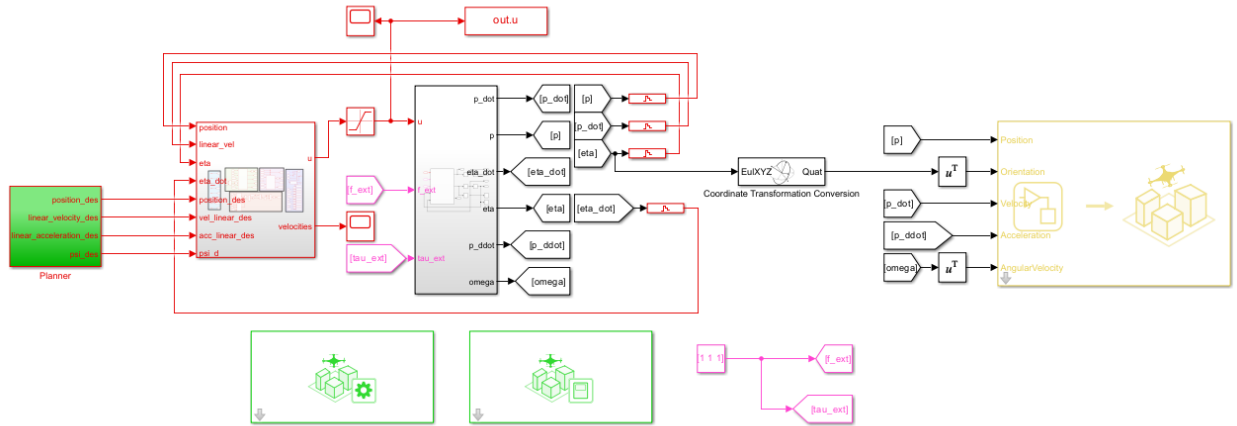 out.u
position
linear_vel
eta
eta_dot
position_des
vel_linear_des
acc_linear_des
psi_d
u
velocities
position_des
linear_velocity_des
linear_acceleration_des
psi_des
Planner
[f_ext]
[tau_ext]
u
f_ext
tau_ext
p_dot
p
eta_dot
eta
p_ddot
omega
[p_dot]
[p]
[eta_dot]
[eta]
[p_ddot]
[omega]
[p]
[p_dot]
[eta]
[eta_dot]
EulXYZ
Quat
Coordinate Transformation Conversion
[p]
[p_dot]
[p_ddot]
[omega]
uT
uT
Position
Orientation
Velocity
Acceleration
AngularVelocity
[1 1 1]
[f_ext]
[tau_ext]